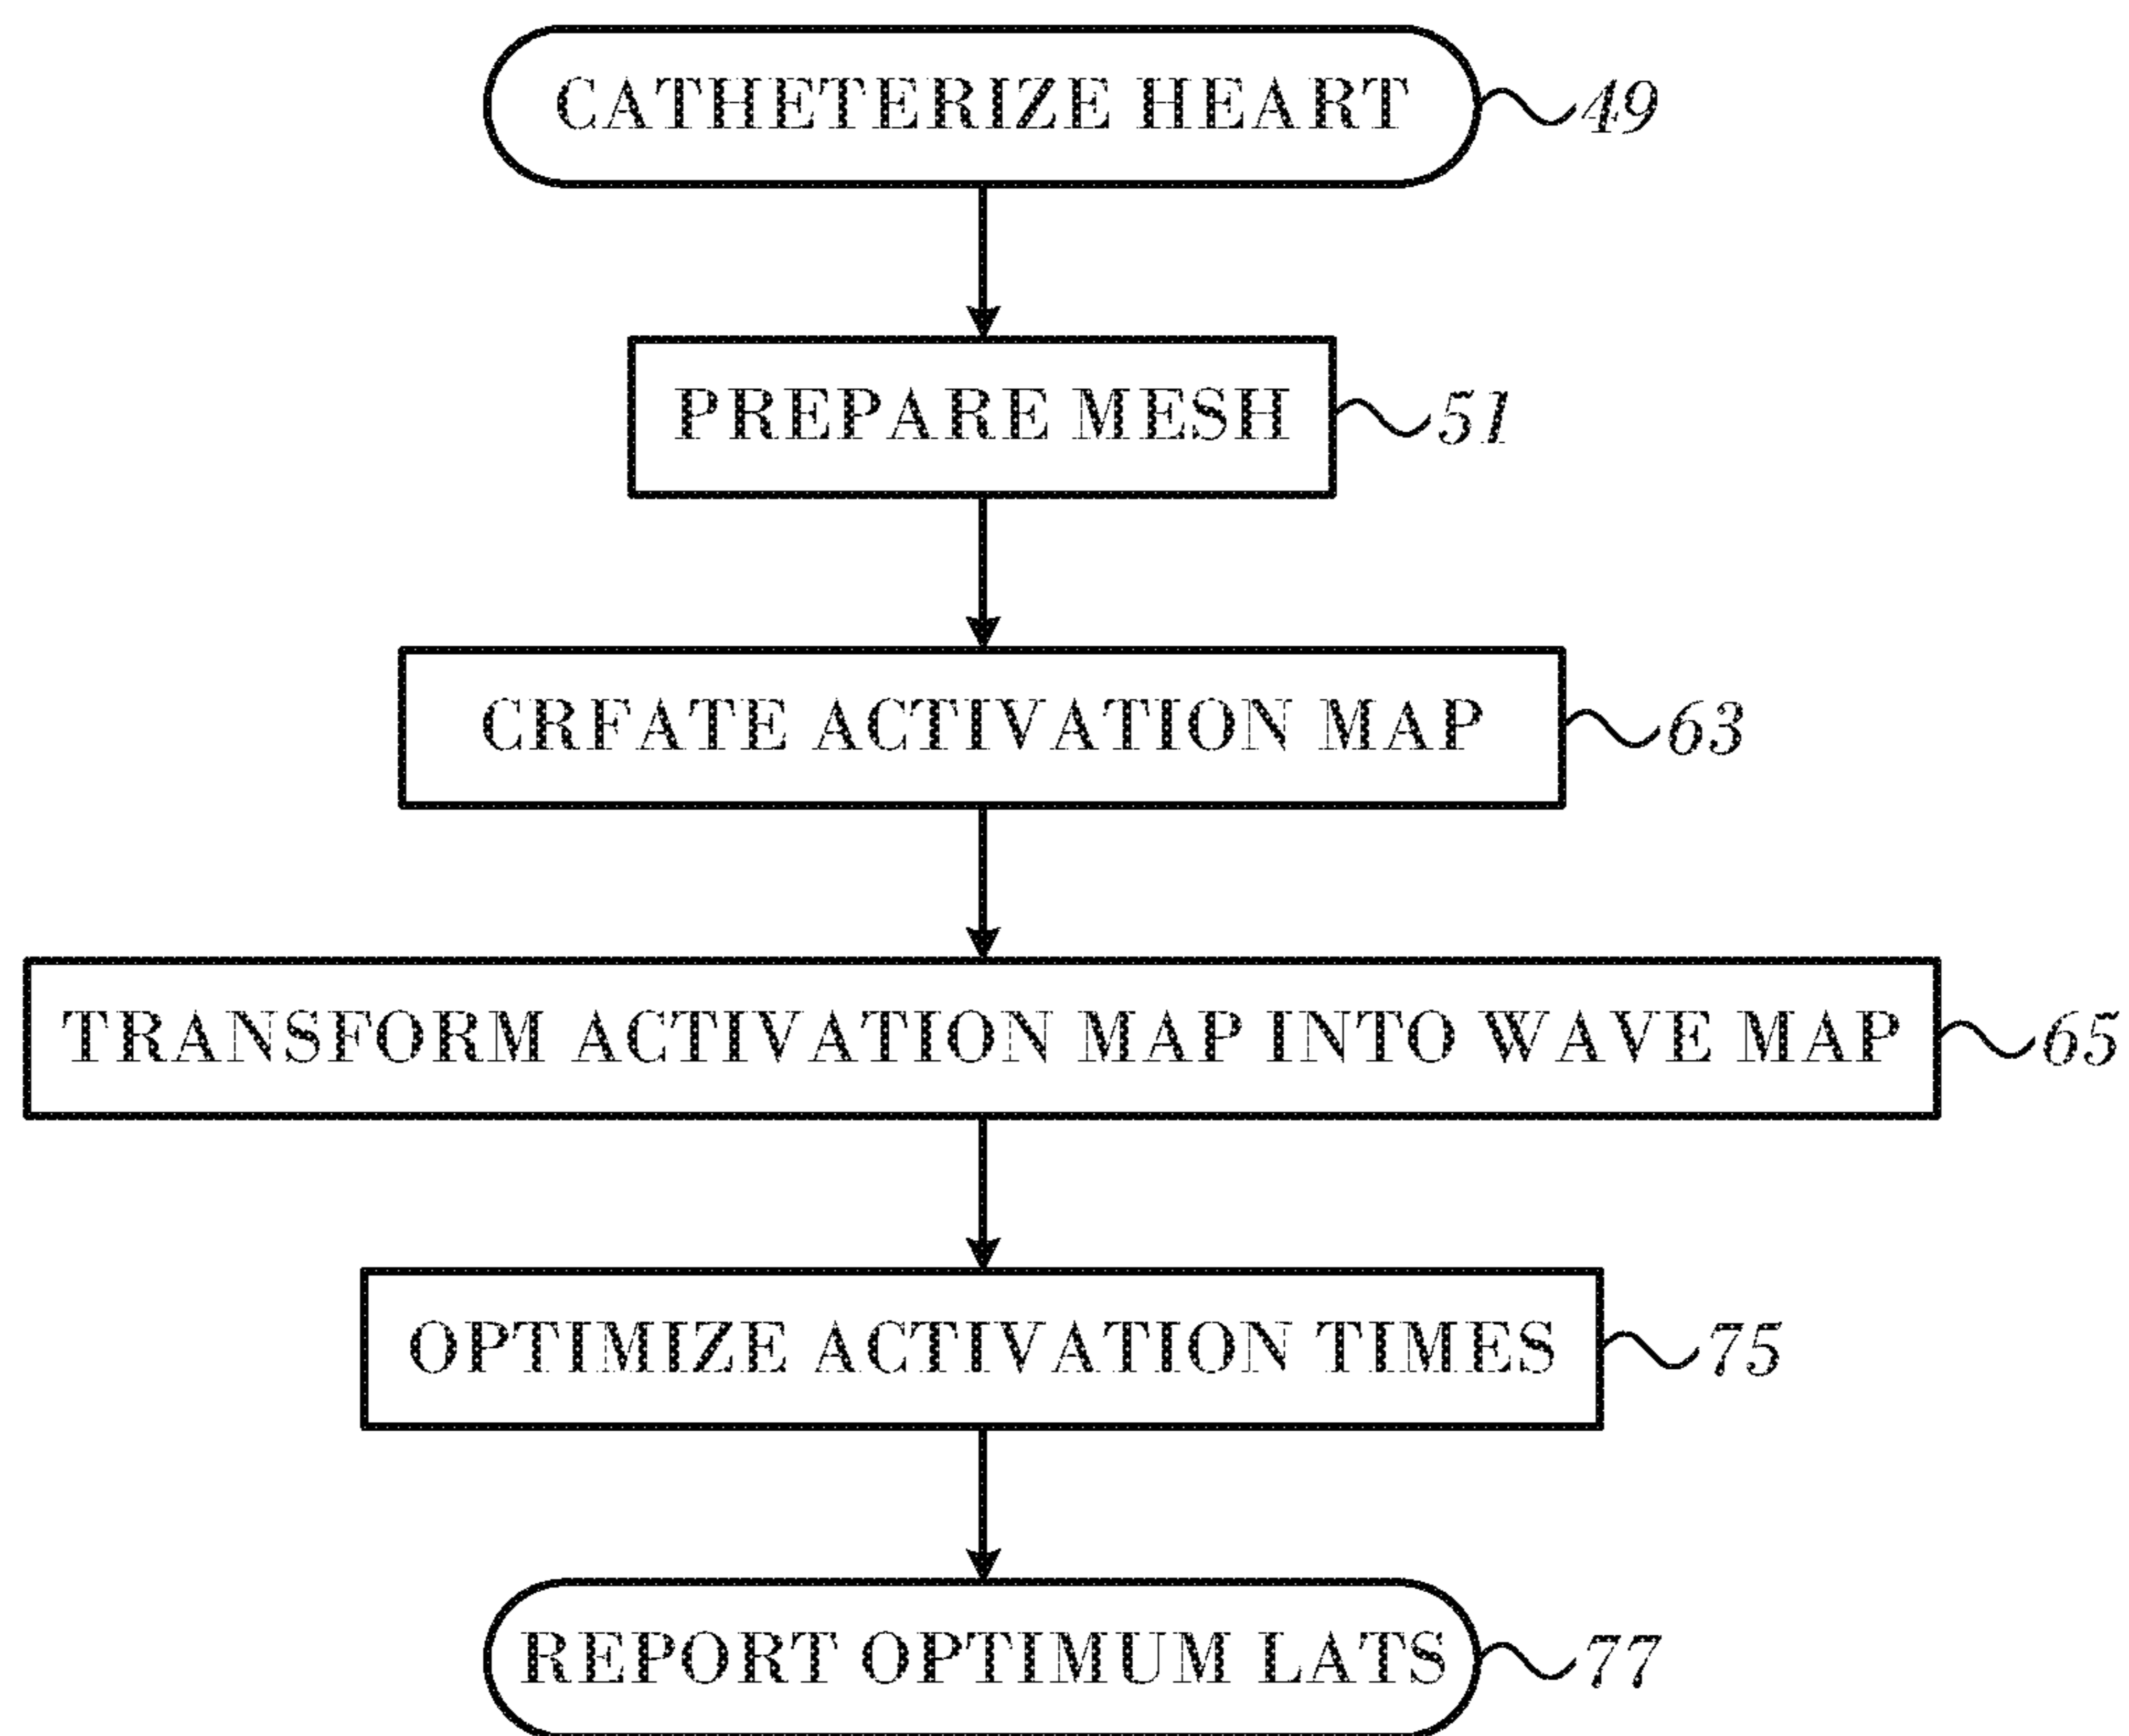 CATHETERIZE HEART 49
PREPARE MESH 51
CRFATE ACTIVATION MAP 63
TRANSFORM ACTIVATION MAP INTO WAVE MAP 65
OPTIMIZE ACTIVATION TIMES 75
REPORT OPTIMUM LATS 77